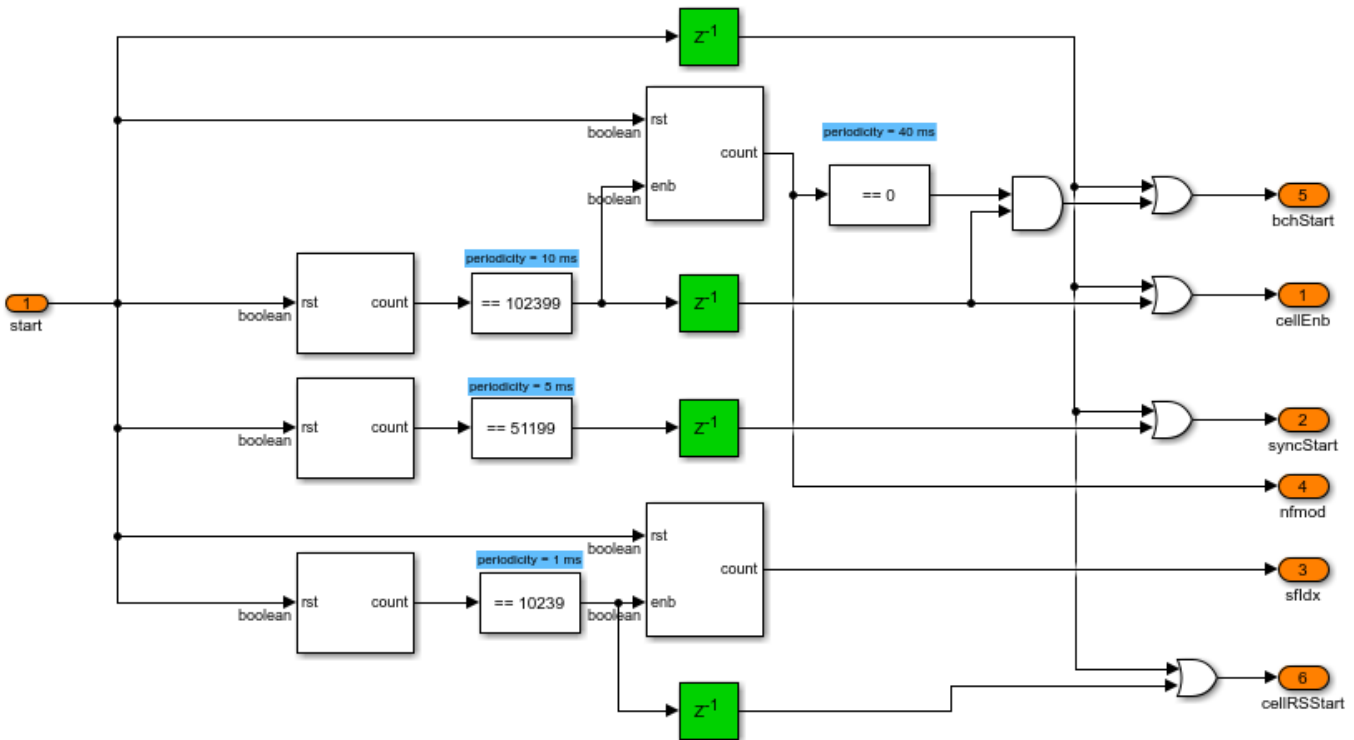 Z-1
rst
boolean
count
enb
boolean
periodicity = 40 ms
== 0
5
bchStart
periodicity = 10 ms
1
start
rst
boolean
count
== 102399
Z-1
1
cellEnb
periodicity = 5 ms
rst
boolean
count
== 51199
Z-1
2
syncStart
4
nfmod
rst
boolean
count
enb
boolean
3
sfIdx
periodicity = 1 ms
rst
boolean
count
== 10239
Z-1
6
cellRSStart